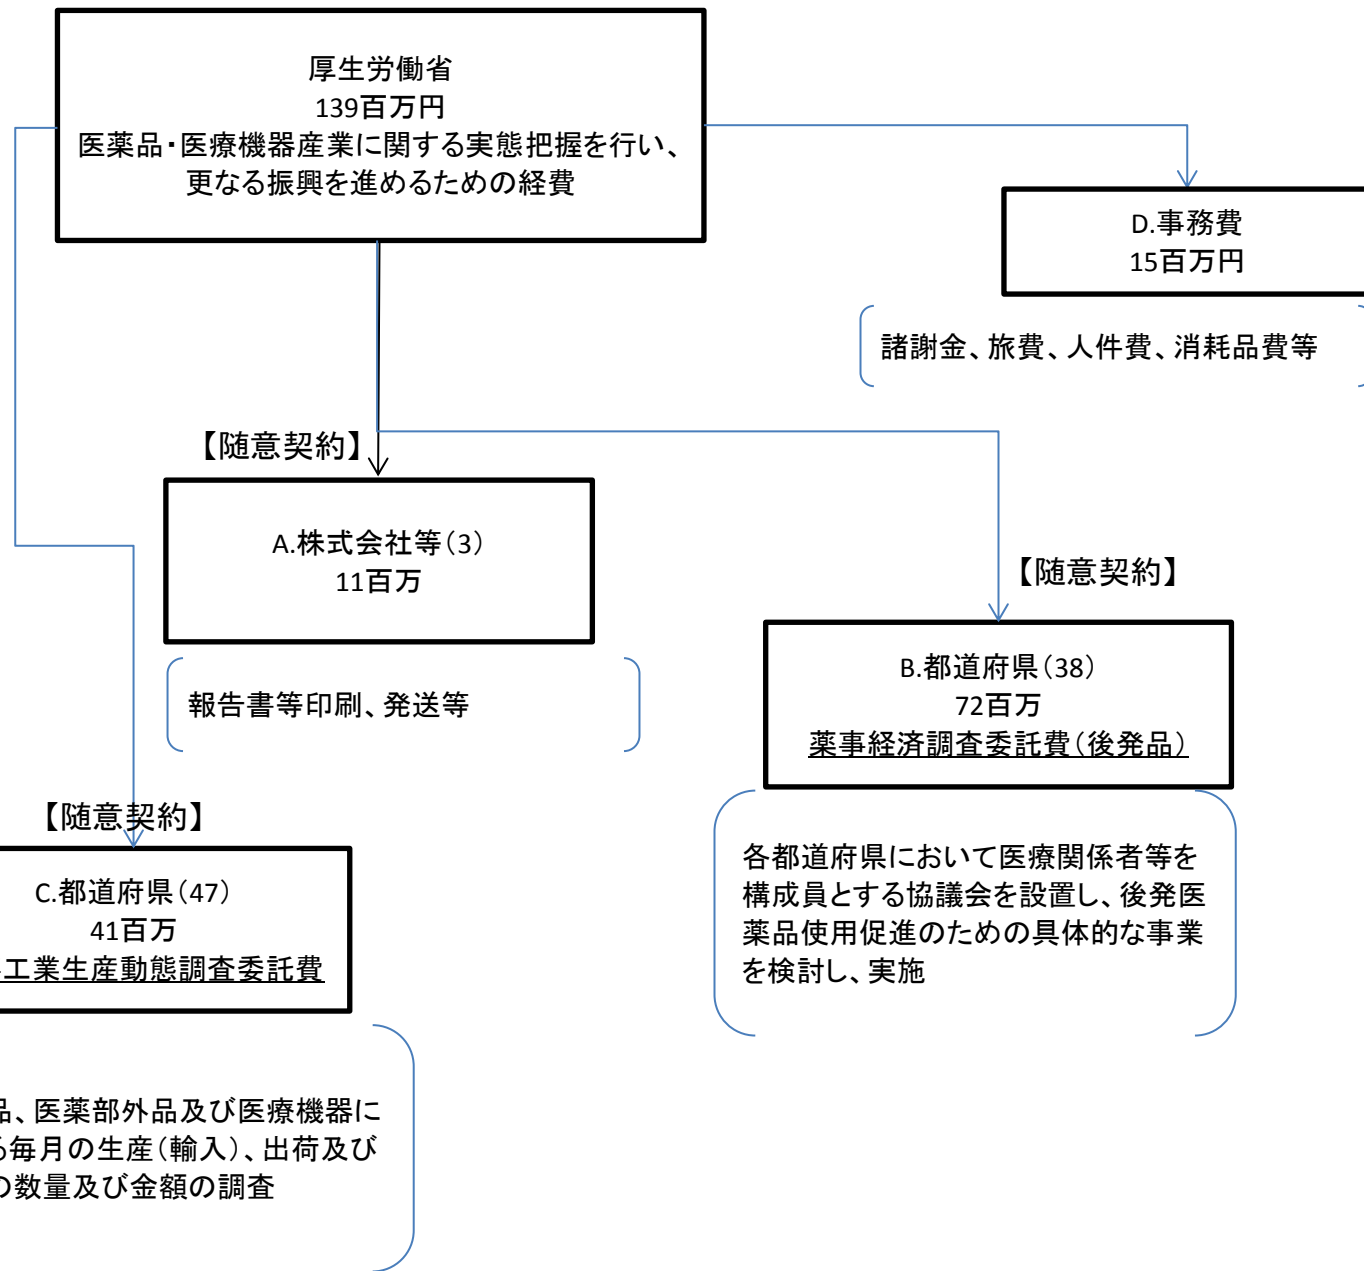 厚生労働省
139百万円
医薬品・医療機器産業に関する実態把握を行い、
更なる振興を進めるための経費
D.事務費
15百万円
諸謝金、旅費、人件費、消耗品費等
【随意契約】
A.株式会社等（3）
11百万
報告書等印刷、発送等
【随意契約】
B.都道府県（38）
72百万
薬事経済調査委託費（後発品）
各都道府県において医療関係者等を
構成員とする協議会を設置し、後発医
薬品使用促進のための具体的な事業
を検討し、実施
【随意契約】
C.都道府県（47）
41百万
工業生産動態調査委託費
品、医薬部外品及び医療機器に
る毎月の生産（輸入）、出荷及び
の数量及び金額の調査